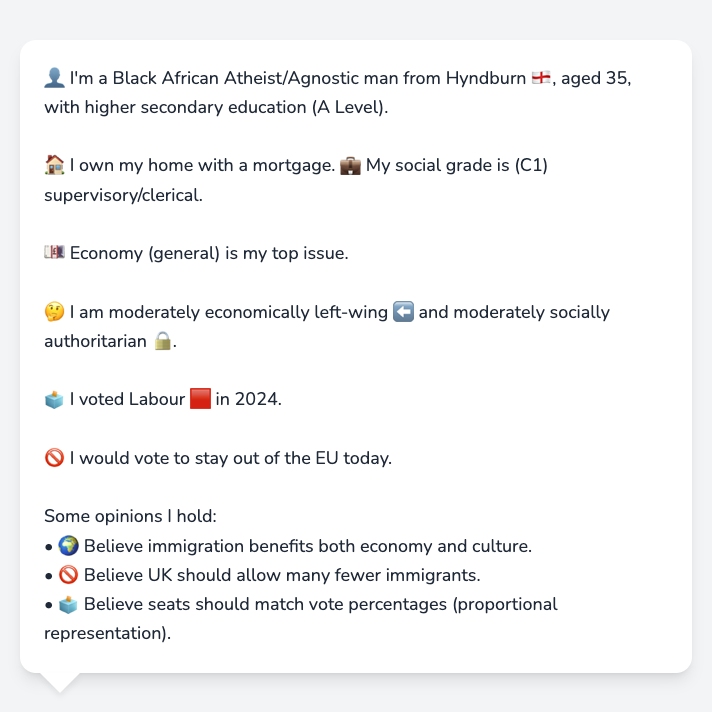 👤 I'm a Black African Atheist/Agnostic man from Hyndburn 🏴󠁧󠁢󠁥󠁮󠁧󠁿, aged 35,
with higher secondary education (A Level).
🏠 I own my home with a mortgage. 💼 My social grade is (C1)
supervisory/clerical.
💷 Economy (general) is my top issue.
🤔 I am moderately economically left-wing ⬅️ and moderately socially
authoritarian 🔒.
🗳️ I voted Labour 🟥 in 2024.
🚫 I would vote to stay out of the EU today.
Some opinions I hold:
• 🌍 Believe immigration benefits both economy and culture.
• 🚫 Believe UK should allow many fewer immigrants.
• 🗳️ Believe seats should match vote percentages (proportional
representation).